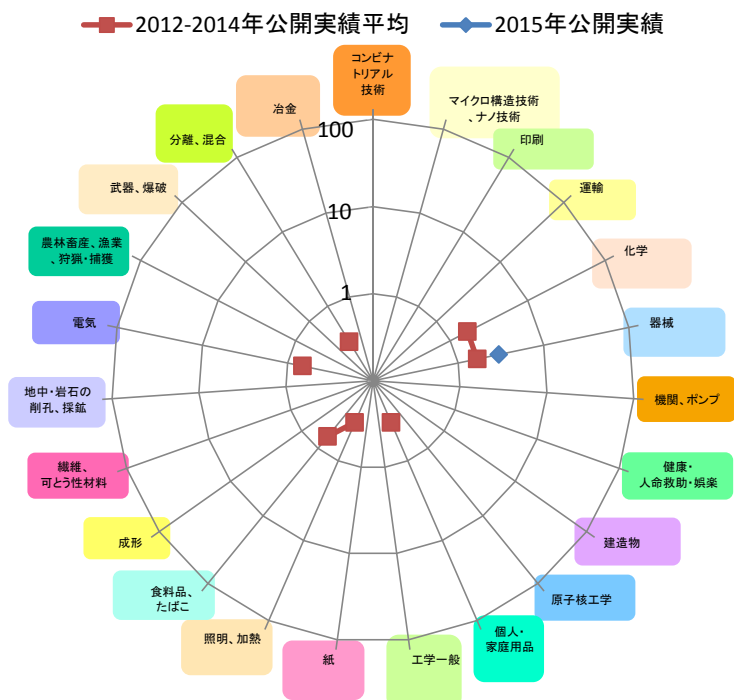 2012-2014年公開実績平均
2015年公開実績
コンビナ
トリアル
技術
マイクロ構造技術
、ナノ技術
印刷
運輸
化学
器械
機関、ポンプ
健康・
人命救助・娯楽
建造物
原子核工学
個人・
家庭用品
工学一般
紙
照明、加熱
食料品、
たばこ
成形
繊維、
可とう性材料
地中・岩石の
削孔、採鉱
電気
農林畜産、漁業
、狩猟・捕獲
武器、爆破
分離、混合
冶金
100
10
1